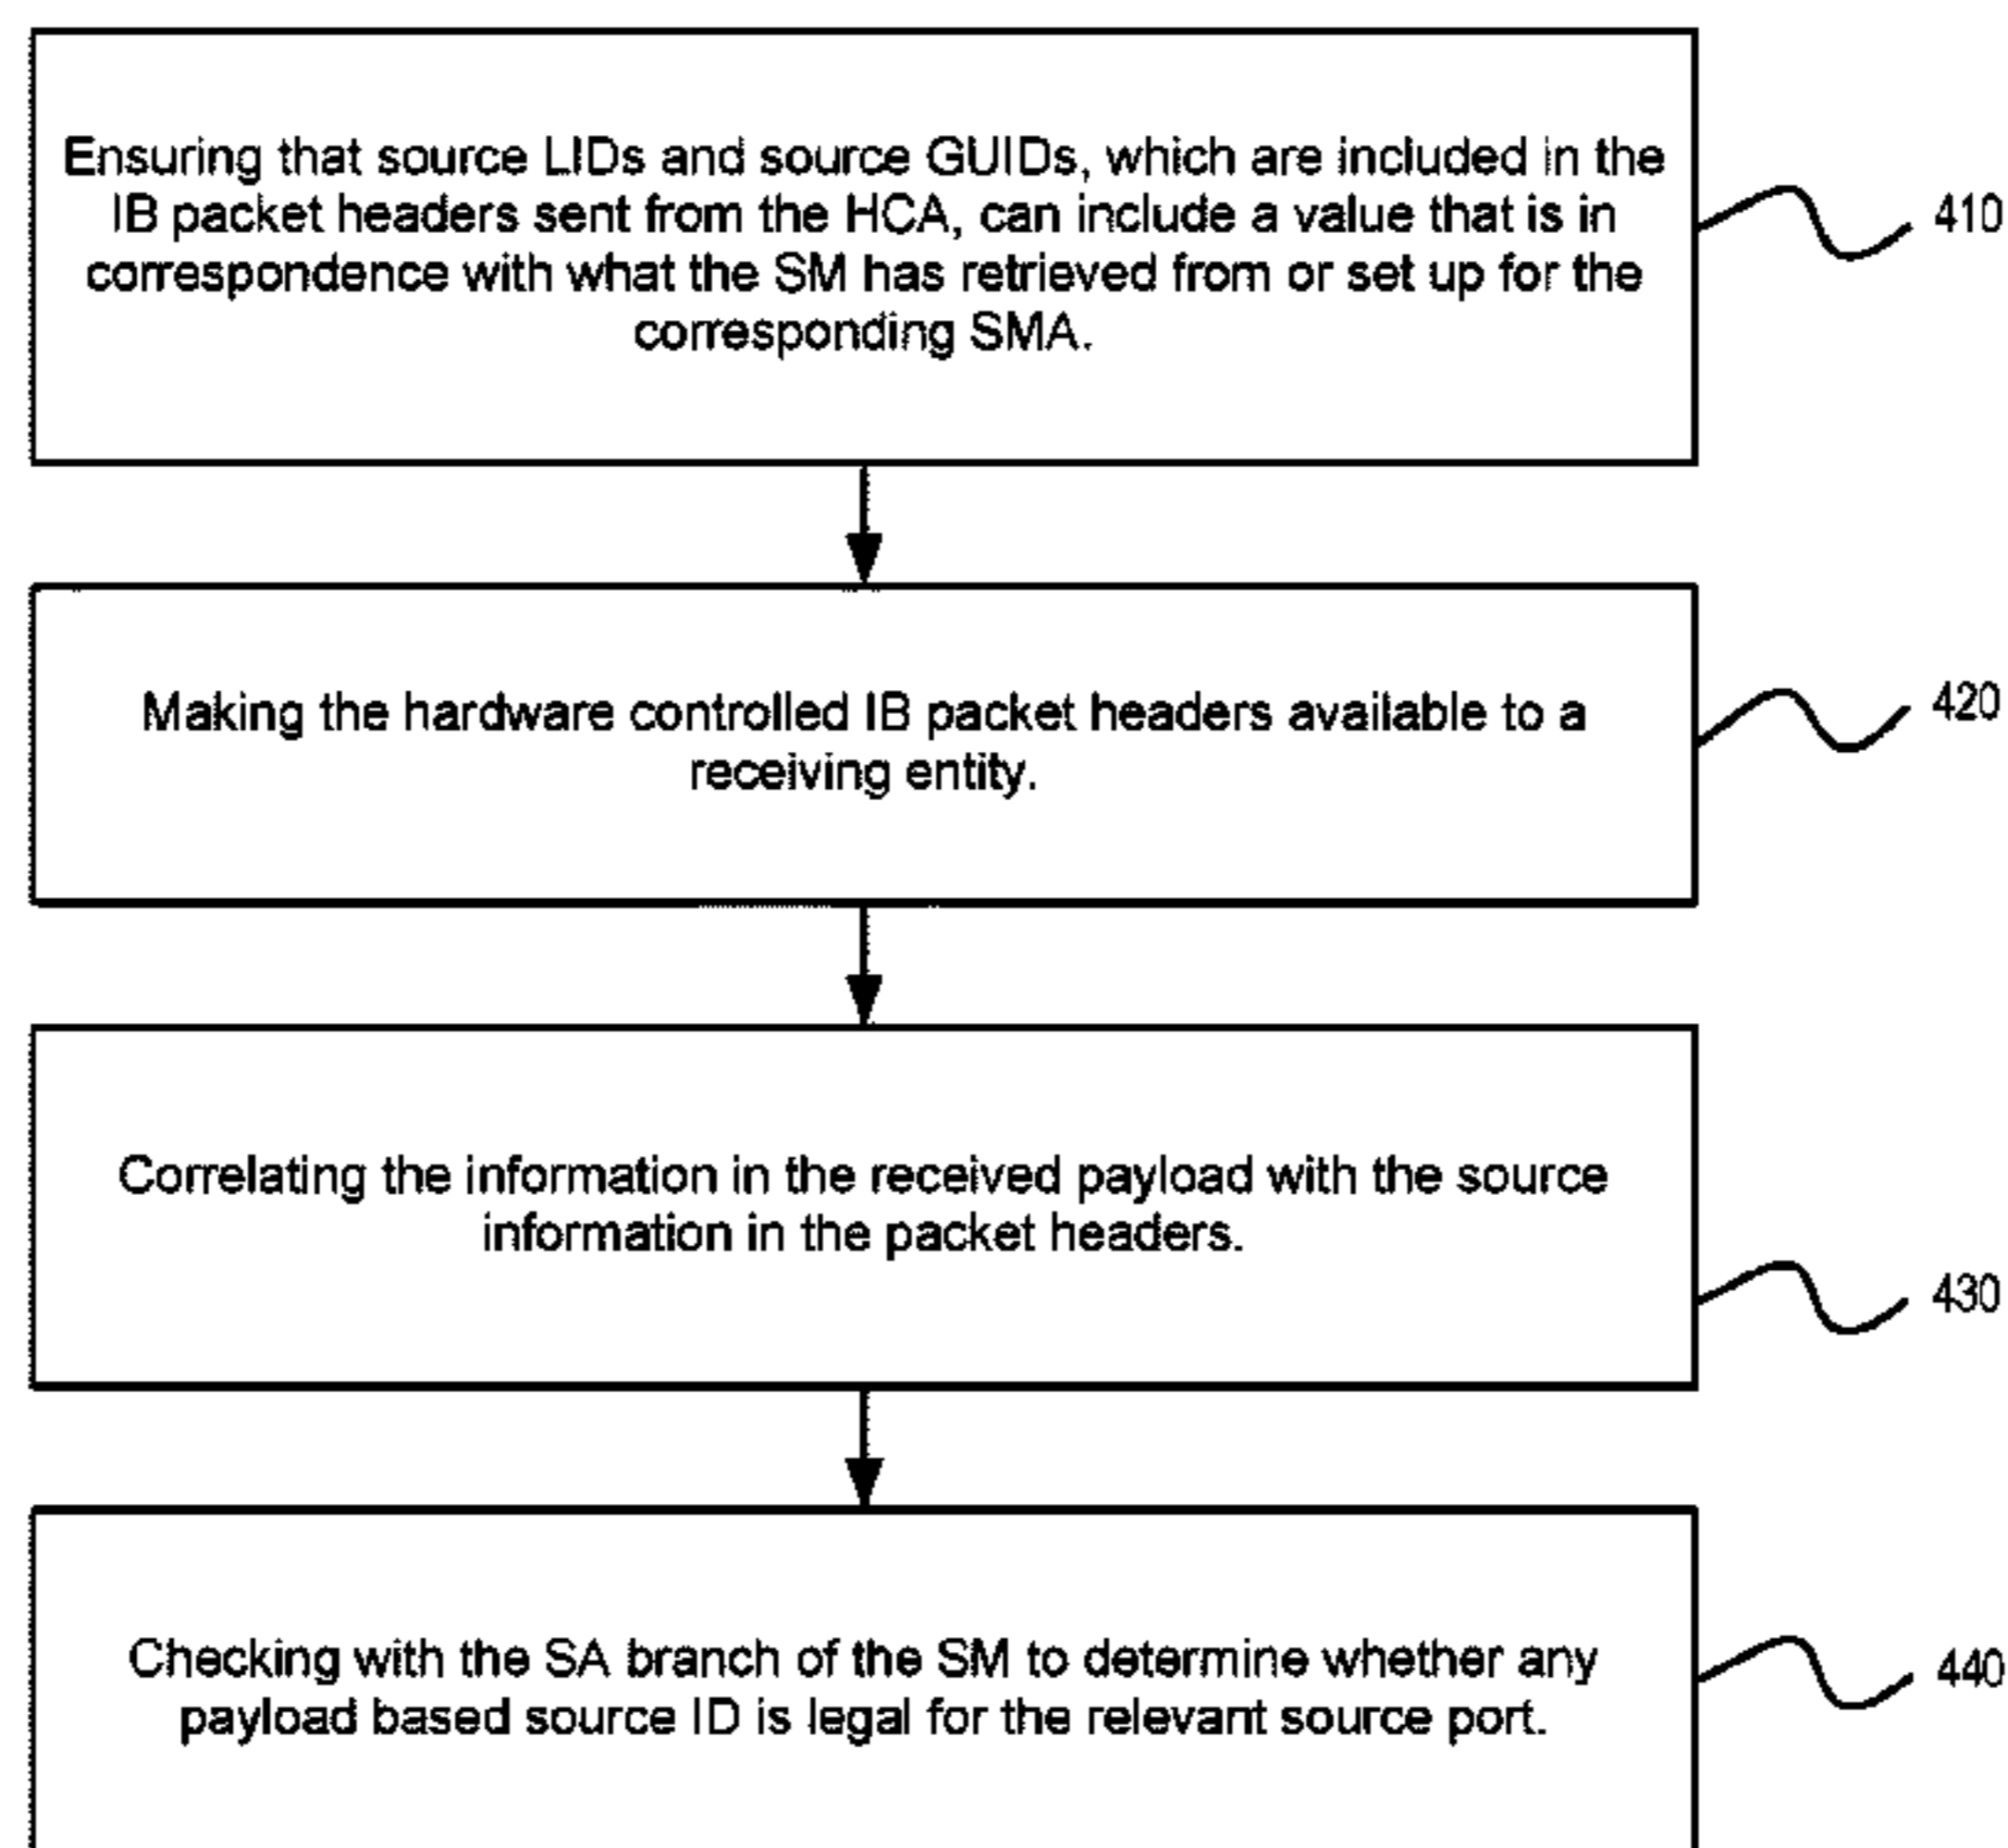 Ensuring that source LIDs and source GUIDs, which are included in the
IB packet headers sent from the HCA, can include a value that is in
correspondence with what the SM has retrieved from or set up for the
corresponding SMA.
410
Making the hardware controlled IB packet headers available to a
receiving entity.
420
Correlating the information in the received payload with the source
information in the packet headers.
430
Checking with the SA branch of the SM to determine whether any
payload based source ID is legal for the relevant source port.
440